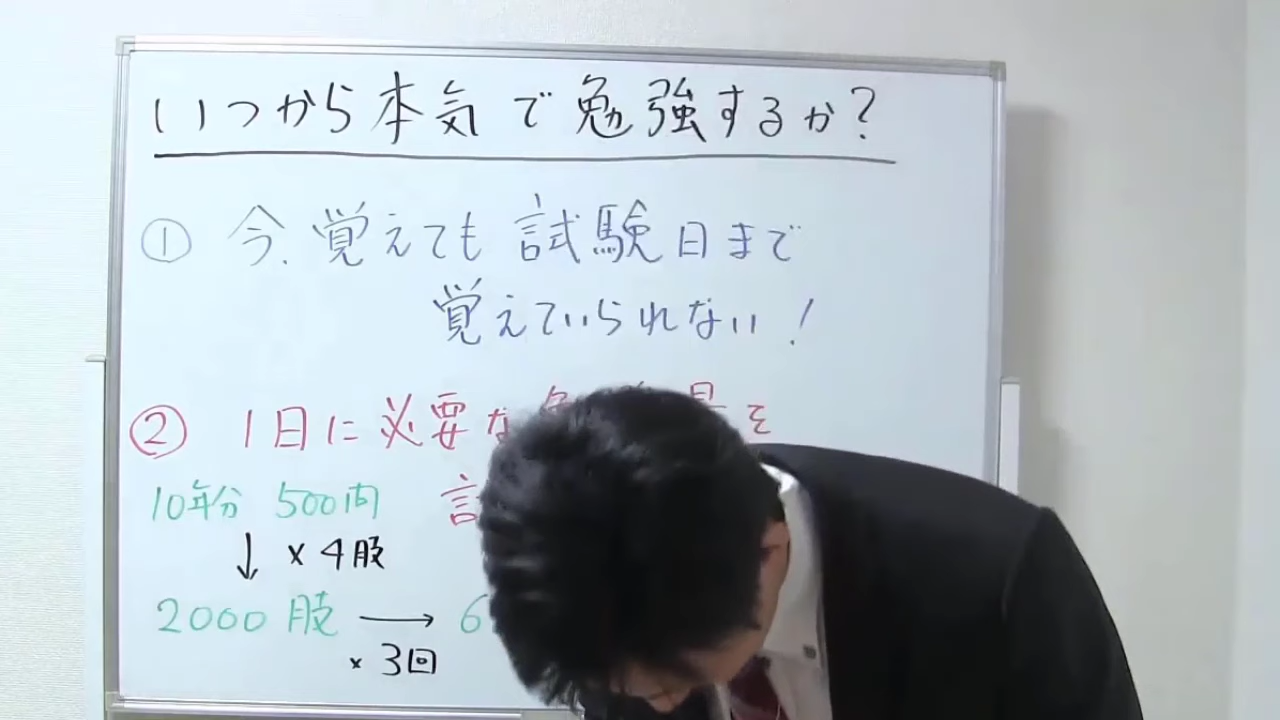 いつから本気で勉強するか?
① 今、覚えても試験日まで
覚えていられない!
② 1日に必要な を
10年分 500問
↓ × 4肢
2000肢 → 6
× 3回